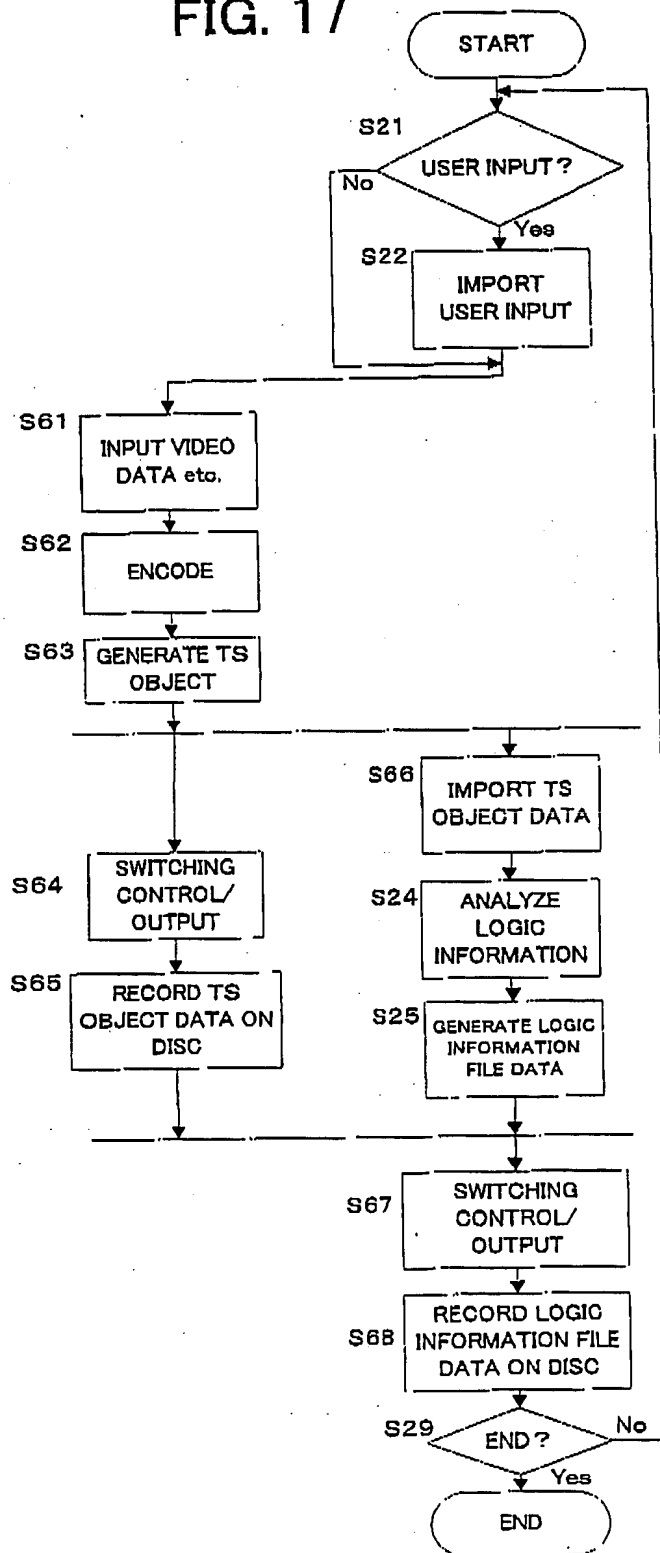 FIG. 17
START
S21
USER INPUT?
No
Yes
S22
IMPORT
USER INPUT
S61
INPUT VIDEO
DATA etc.
S62
ENCODE
S63
GENERATE TS
OBJECT
S66
IMPORT TS
OBJECT DATA
S64
SWITCHING
CONTROL/
OUTPUT
S24
ANALYZE
LOGIC
INFORMATION
S65
RECORD TS
OBJECT DATA ON
DISC
S25
GENERATE LOGIC
INFORMATION
FILE DATA
S67
SWITCHING
CONTROL/
OUTPUT
S68
RECORD LOGIC
INFORMATION FILE
DATA ON DISC
S29
END?
No
Yes
END